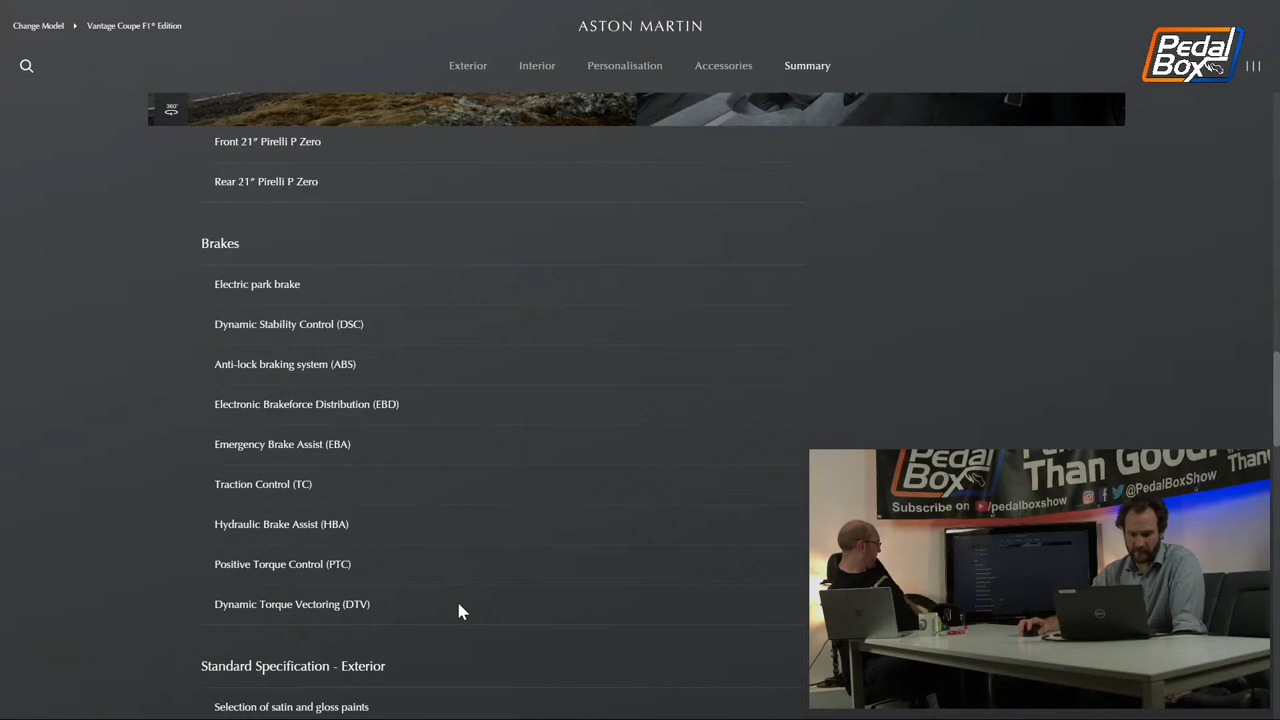 Change Model
Vantage Coupe F1® Edition
ASTON MARTIN
Pedal
Box
Exterior
Interior
Personalisation
Accessories
Summary
360°
Front 21” Pirelli P Zero
Rear 21” Pirelli P Zero
Brakes
Electric park brake
Dynamic Stability Control (DSC)
Anti-lock braking system (ABS)
Electronic Brakeforce Distribution (EBD)
Emergency Brake Assist (EBA)
Traction Control (TC)
Hydraulic Brake Assist (HBA)
Positive Torque Control (PTC)
Dynamic Torque Vectoring (DTV)
Standard Specification - Exterior
Selection of satin and gloss paints
Pedal
Box
Than Good!
Than
Subscribe on /pedalboxshow
@PedalBoxShow
DELL